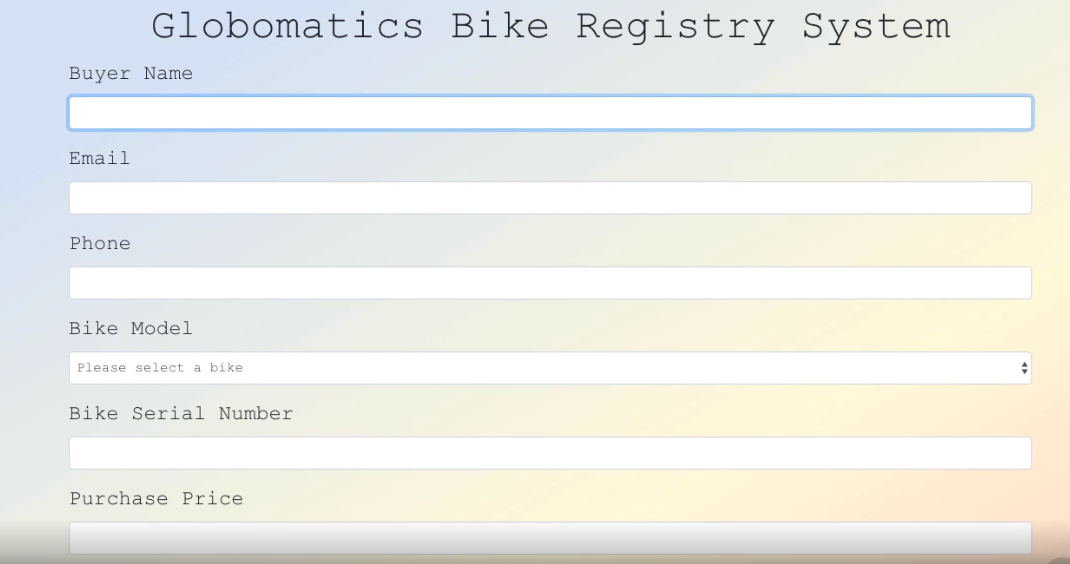 Globomatics Bike Registry System
Buyer Name
Email
Phone
Bike Model
Please select a bike
Bike Serial Number
Purchase Price